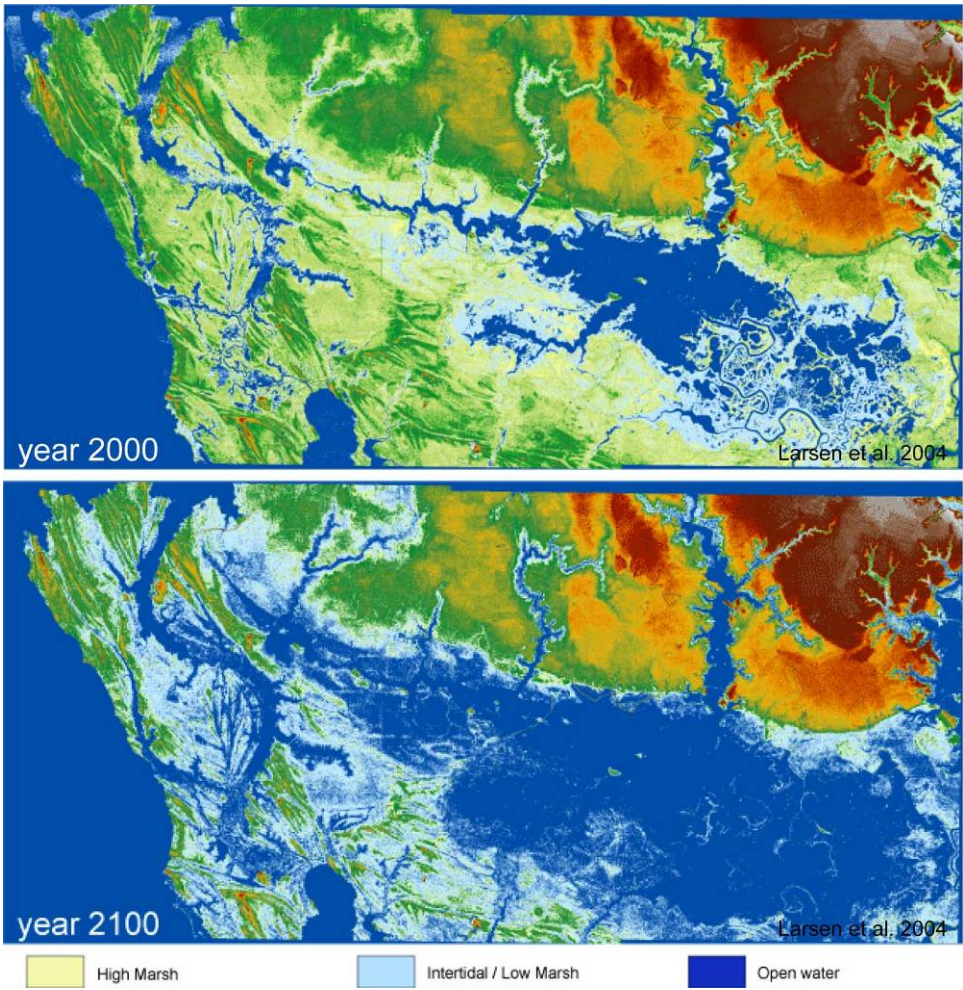 year 2000
Larsen et al. 2004
year 2100
Larsen et al. 2004
High Marsh
Intertidal / Low Marsh
Open water